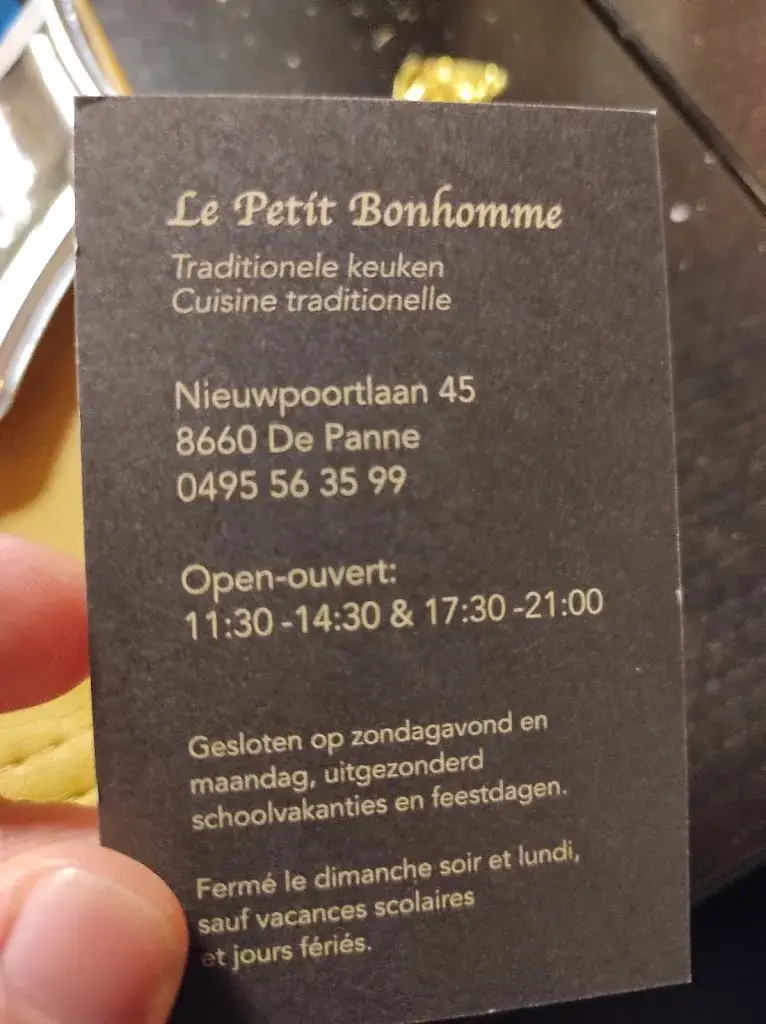 Le Petit Bonhomme
Traditionele keuken
Cuisine traditionelle
Nieuwpoortlaan 45
8660 De Panne
0495 56 35 99
Open-ouvert:
11:30 -14:30 & 17:30 -21:00
Gesloten op zondagavond en
maandag, uitgezonderd
schoolvakanties en feestdagen.
Fermé le dimanche soir et lundi,
sauf vacances scolaires
et jours fériés.